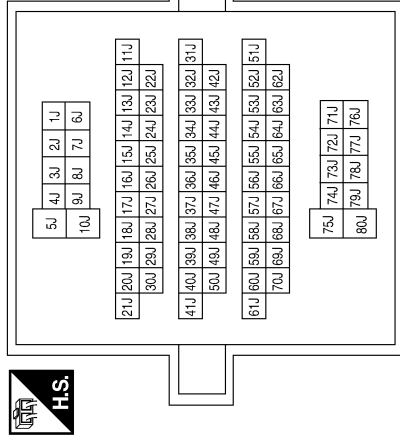 H.S.
5J 4J 3J 2J 1J
10J 9J 8J 7J 6J
21J 20J 19J 18J 17J 16J 15J 14J 13J 12J 11J
30J 29J 28J 27J 26J 25J 24J 23J 22J
41J 40J 39J 38J 37J 36J 35J 34J 33J 32J 31J
50J 49J 48J 47J 46J 45J 44J 43J 42J
61J 60J 59J 58J 57J 56J 55J 54J 53J 52J 51J
70J 69J 68J 67J 66J 65J 64J 63J 62J
75J 74J 73J 72J 71J
80J 79J 78J 77J 76J